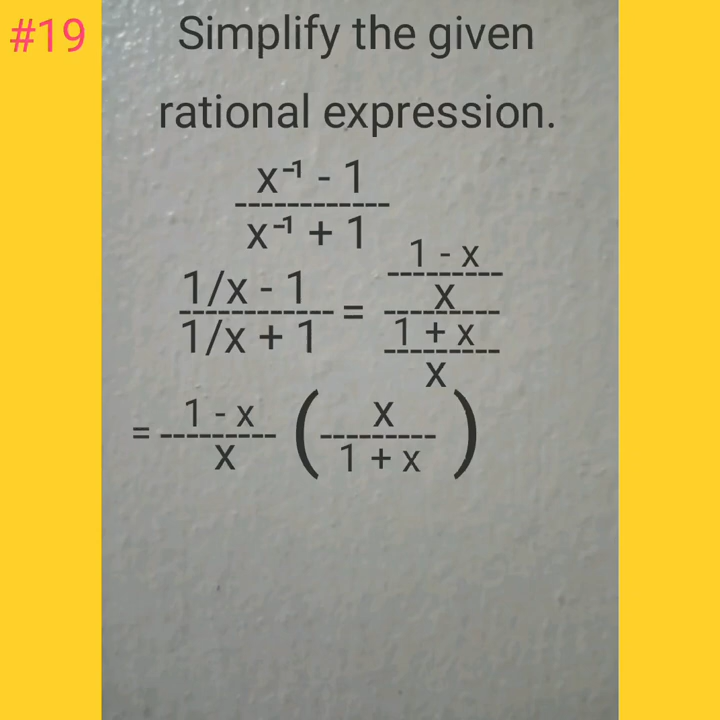 #19
Simplify the given
rational expression.
x⁻¹ - 1
------------
x⁻¹ + 1
1/x - 1
------------
1/x + 1
=
1 - x
---------
x
---------
1 + x
---------
x
=
1 - x
---------
x
(
x
---------
1 + x
)